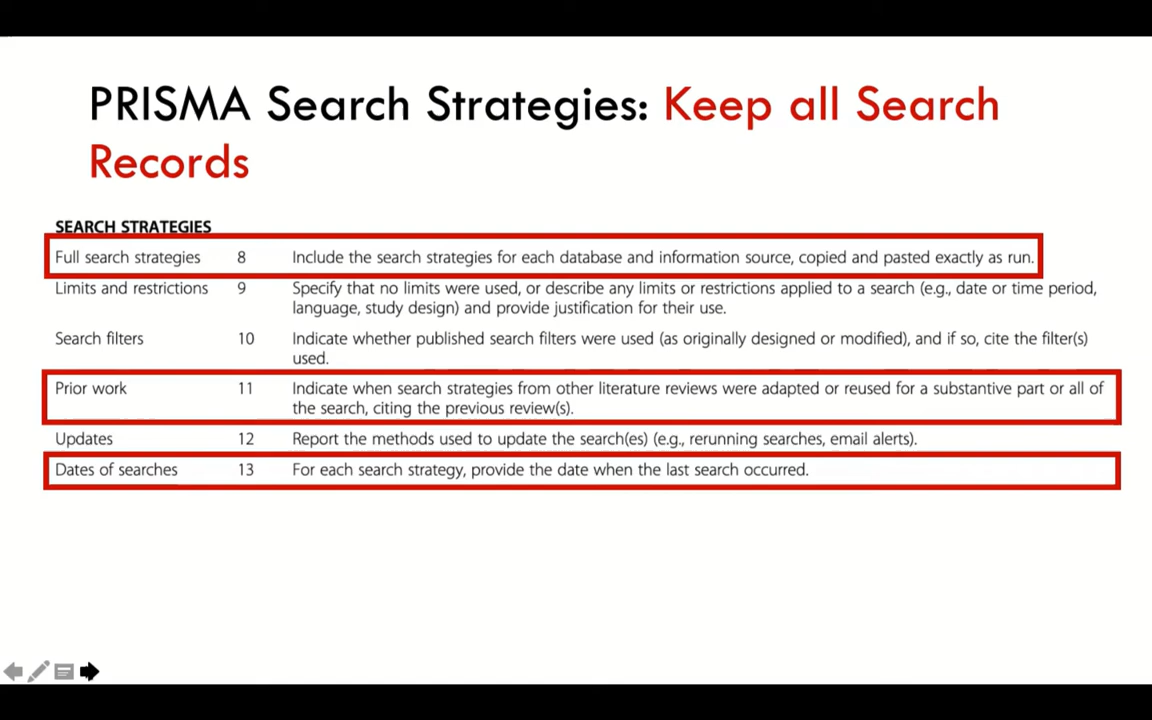 PRISMA Search Strategies: Keep all Search
Records
SEARCH STRATEGIES
Full search strategies 8 Include the search strategies for each database and information source, copied and pasted exactly as run.
Limits and restrictions 9 Specify that no limits were used, or describe any limits or restrictions applied to a search (e.g., date or time period,
language, study design) and provide justification for their use.
Search filters 10 Indicate whether published search filters were used (as originally designed or modified), and if so, cite the filter(s)
used.
Prior work 11 Indicate when search strategies from other literature reviews were adapted or reused for a substantive part or all of
the search, citing the previous review(s).
Updates 12 Report the methods used to update the search(es) (e.g., rerunning searches, email alerts).
Dates of searches 13 For each search strategy, provide the date when the last search occurred.